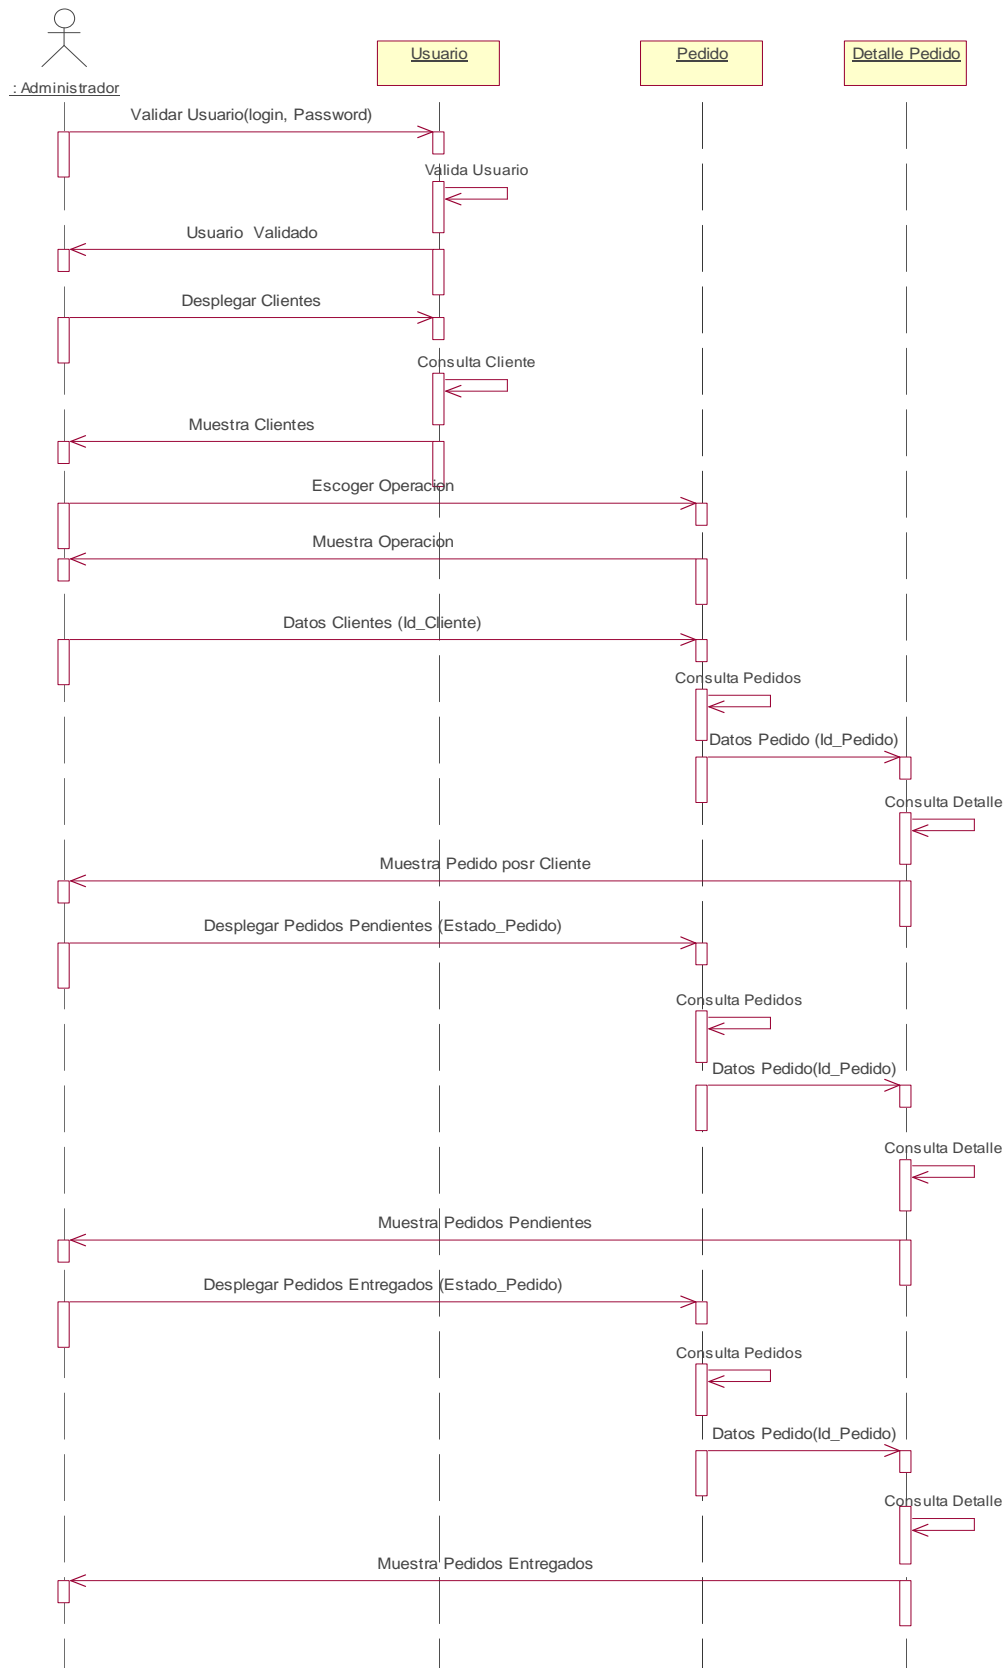 Usuario
Pedido
Detalle Pedido
: Administrador
Validar Usuario(login, Password)
Valida Usuario
Usuario  Validado
Desplegar Clientes
Consulta Cliente
Muestra Clientes
Escoger Operacion
Muestra Operacion
Datos Clientes (Id_Cliente)
Consulta Pedidos
Datos Pedido (Id_Pedido)
Consulta Detalle
Muestra Pedido posr Cliente
Desplegar Pedidos Pendientes (Estado_Pedido)
Consulta Pedidos
Datos Pedido(Id_Pedido)
Consulta Detalle
Muestra Pedidos Pendientes
Desplegar Pedidos Entregados (Estado_Pedido)
Consulta Pedidos
Datos Pedido(Id_Pedido)
Consulta Detalle
Muestra Pedidos Entregados